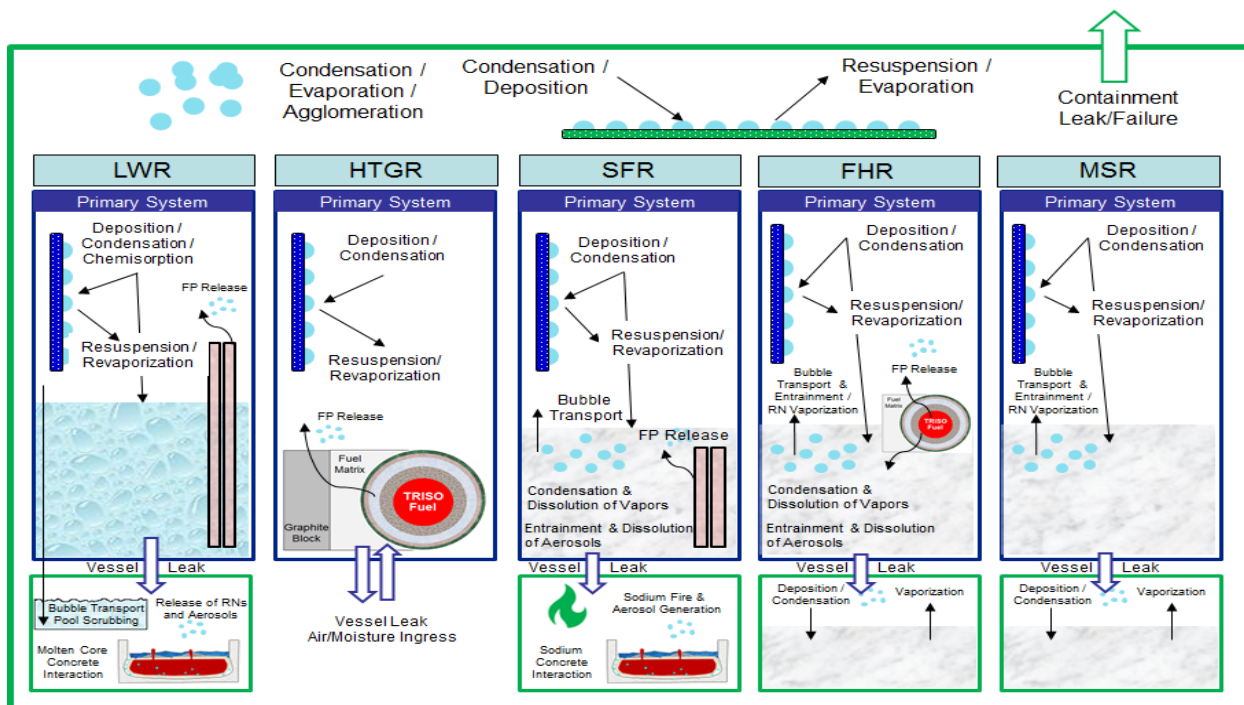 Condensation /
Evaporation /
Agglomeration
Condensation /
Deposition
Resuspension /
Evaporation
Containment
Leak/Failure
LWR
Primary System
Deposition /
Condensation /
Chemisorption
FP Release
Resuspension /
Revaporization
Vessel Leak
Bubble Transport
Pool Scrubbing
Release of RNs
and Aerosols
Molten Core
Concrete
Interaction
HTGR
Primary System
Deposition /
Condensation
Resuspension/
Revaporization
FP Release
Fuel
Matrix
TRISO
Fuel
Graphite
Block
Vessel Leak
Air/Moisture Ingress
SFR
Primary System
Deposition /
Condensation
Resuspension/
Revaporization
Bubble
Transport
FP Release
Condensation &
Dissolution of Vapors
Entrainment & Dissolution
of Aerosols
Vessel Leak
Sodium Fire &
Aerosol Generation
Sodium
Concrete
Interaction
FHR
Primary System
Deposition /
Condensation
Resuspension/
Revaporization
Bubble
Transport &
Entrainment /
RN Vaporization
FP Release
Fuel
Matrix
TRISO
Fuel
Condensation &
Dissolution of Vapors
Entrainment & Dissolution
of Aerosols
Vessel Leak
Deposition /
Condensation
Vaporization
MSR
Primary System
Deposition /
Condensation
Resuspension/
Revaporization
Bubble
Transport &
Entrainment /
RN Vaporization
Vessel Leak
Deposition /
Condensation
Vaporization